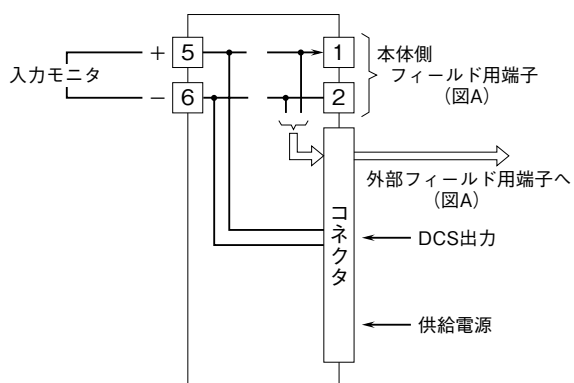 入力モニタ
+ 5
− 6
1
2
本体側
フィールド用端子
(図A)
外部フィールド用端子へ
(図A)
コネクタ
DCS出力
供給電源